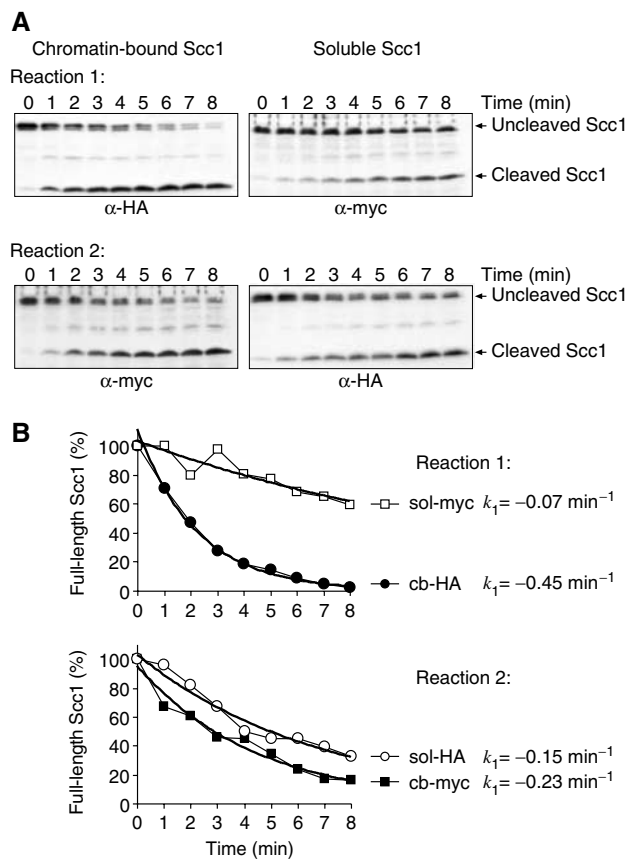 A
Chromatin-bound Scc1 Soluble Scc1
Reaction 1:
0 1 2 3 4 5 6 7 8 0 1 2 3 4 5 6 7 8 Time (min)
Uncleaved Scc1
Cleaved Scc1
α-HA α-myc
Reaction 2:
0 1 2 3 4 5 6 7 8 0 1 2 3 4 5 6 7 8 Time (min)
Uncleaved Scc1
Cleaved Scc1
α-myc α-HA
B
Full-length Scc1 (%)
100
80
60
40
20
0
0 1 2 3 4 5 6 7 8
Reaction 1:
sol-myc k1= −0.07 min−1
cb-HA k1= −0.45 min−1
Full-length Scc1 (%)
100
80
60
40
20
0
0 1 2 3 4 5 6 7 8
Time (min)
Reaction 2:
sol-HA k1= −0.15 min−1
cb-myc k1= −0.23 min−1